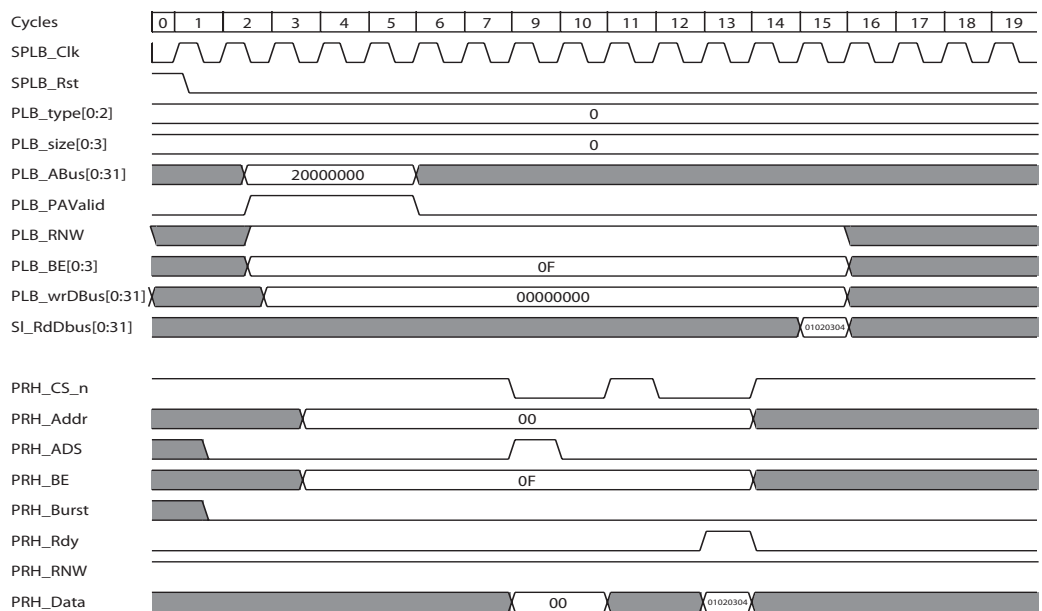 Cycles 0 1 2 3 4 5 6 7 8 9 10 11 12 13 14 15 16 17 18 19
SPLB_Clk
SPLB_Rst
PLB_type[0:2] 0
PLB_size[0:3] 0
PLB_ABus[0:31] 20000000
PLB_PAValid
PLB_RNW
PLB_BE[0:3] 0F
PLB_wrDBus[0:31] 00000000
Sl_RdDbus[0:31] 01020304
PRH_CS_n
PRH_Addr 00
PRH_ADS
PRH_BE 0F
PRH_Burst
PRH_Rdy
PRH_RNW
PRH_Data 00 01020304